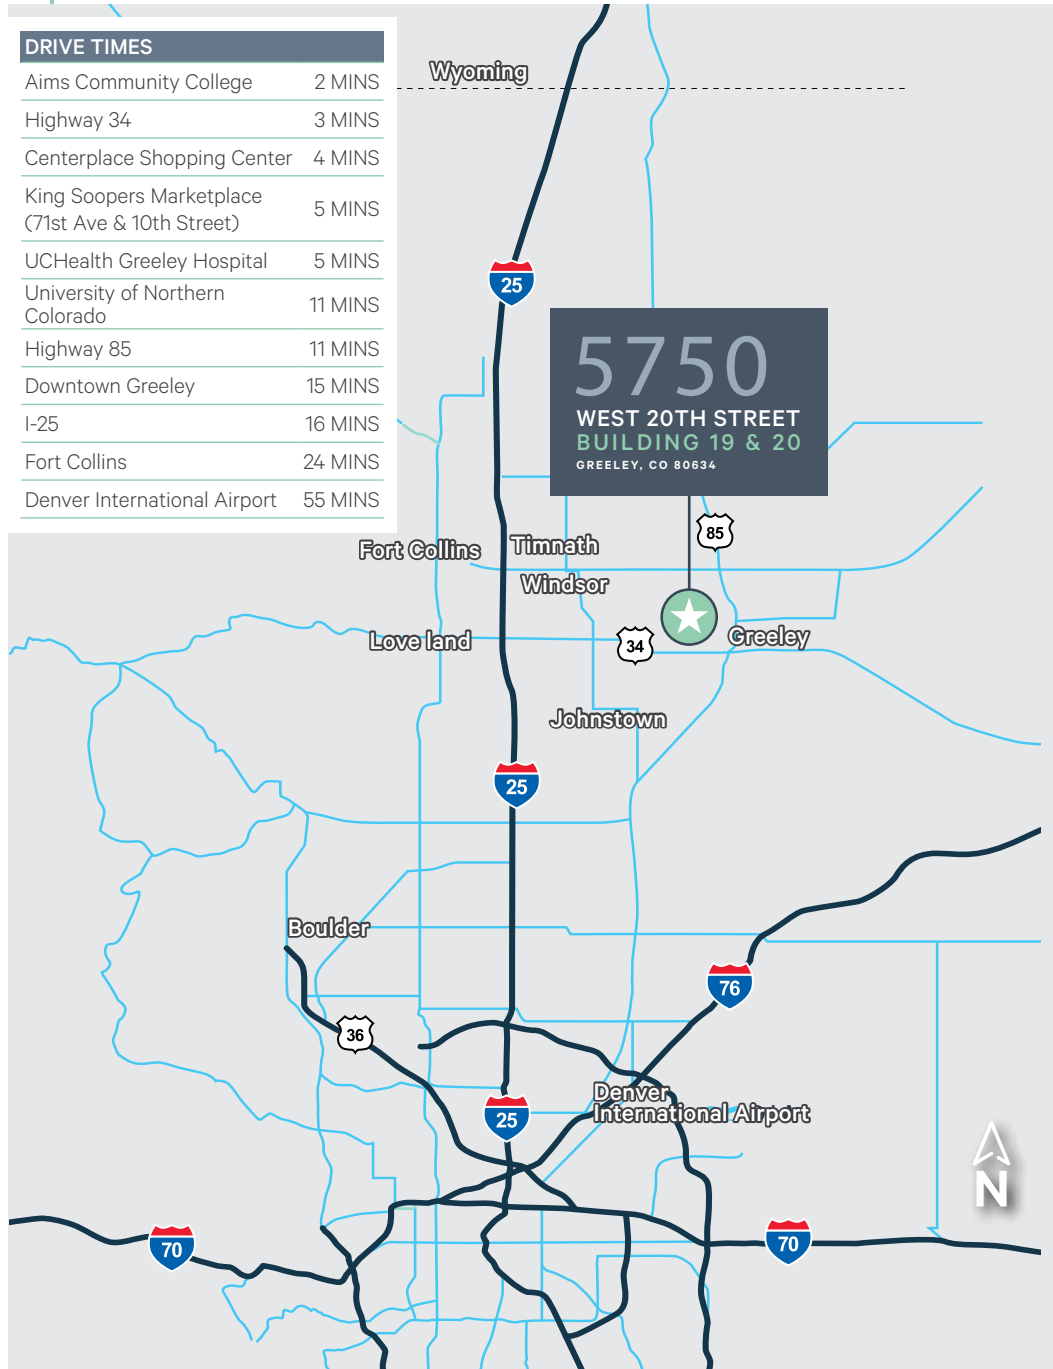 DRIVE TIMES
Aims Community College 2 MINS
Highway 34 3 MINS
Centerplace Shopping Center 4 MINS
King Soopers Marketplace
(71st Ave & 10th Street) 5 MINS
UCHealth Greeley Hospital 5 MINS
University of Northern
Colorado 11 MINS
Highway 85 11 MINS
Downtown Greeley 15 MINS
I-25 16 MINS
Fort Collins 24 MINS
Denver International Airport 55 MINS
Wyoming
25
5750
WEST 20TH STREET
BUILDING 19 & 20
GREELEY, CO 80634
85
Fort Collins
Timnath
Windsor
Love land
34
Greeley
Johnstown
25
Boulder
76
36
Denver
International Airport
25
N
70
70